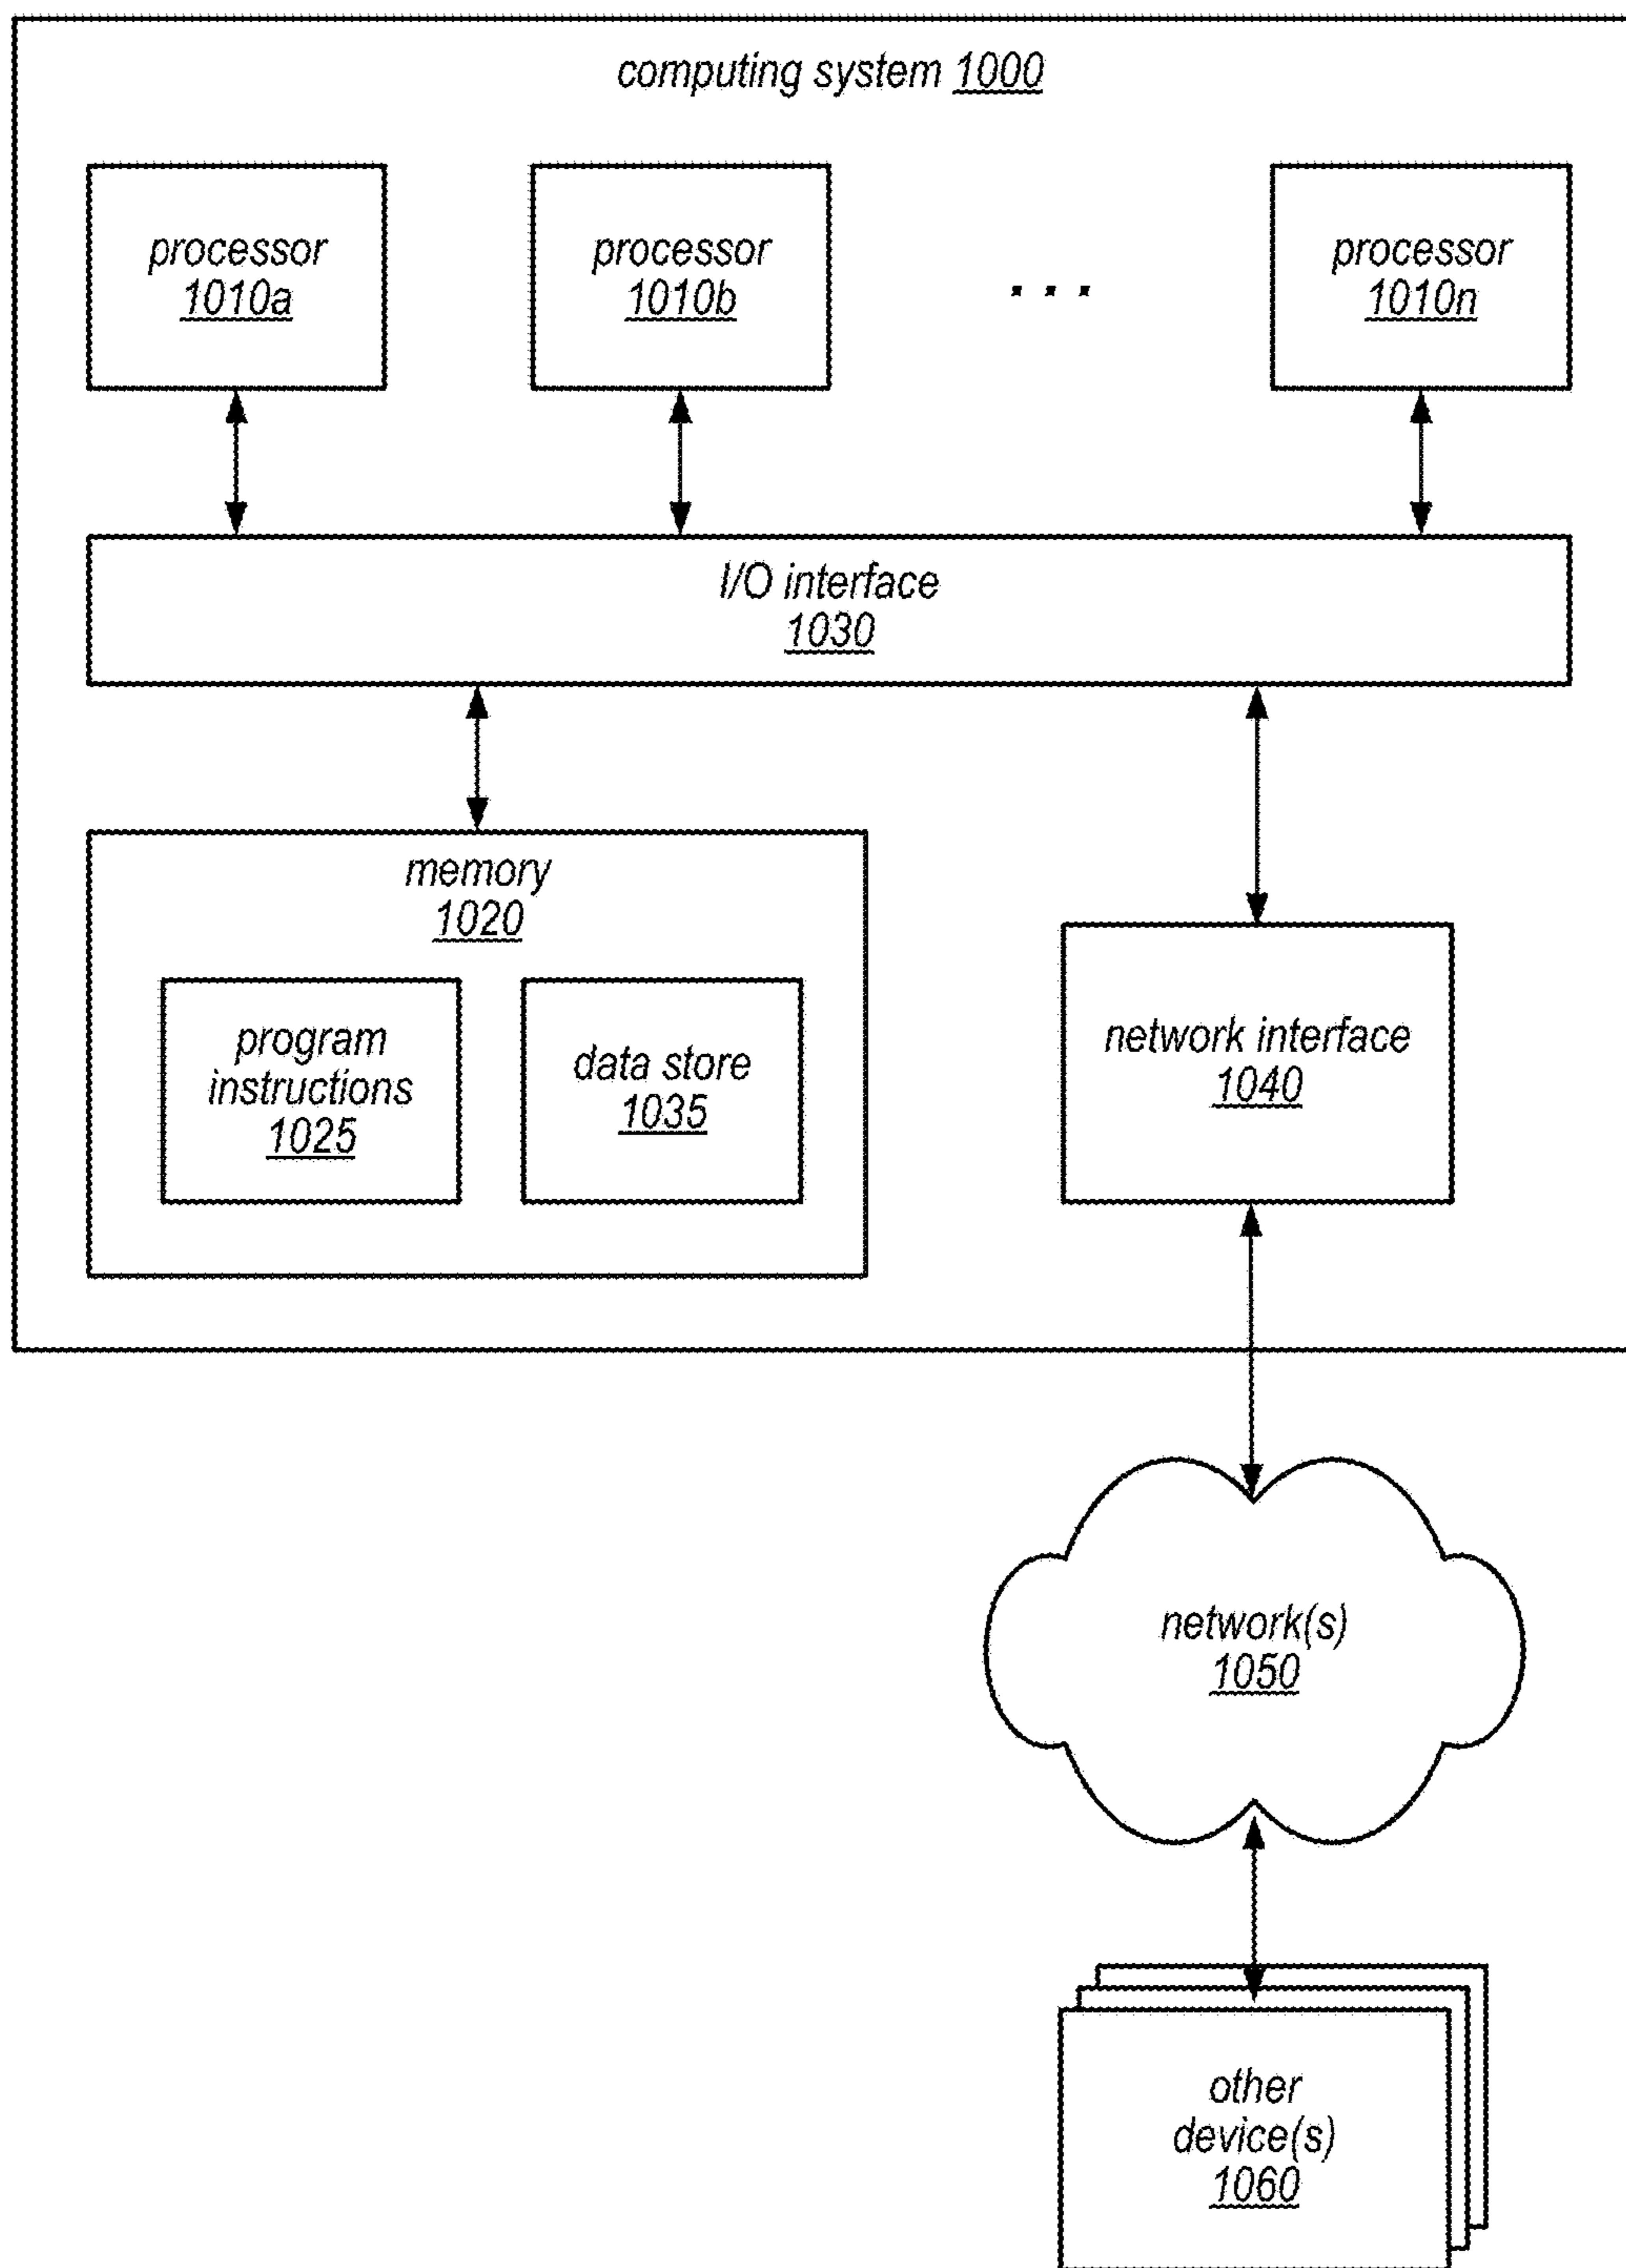 computing system 1000
processor
1010a
processor
1010b
. . .
processor
1010n
I/O interface
1030
memory
1020
program
instructions
1025
data store
1035
network interface
1040
network(s)
1050
other
device(s)
1060